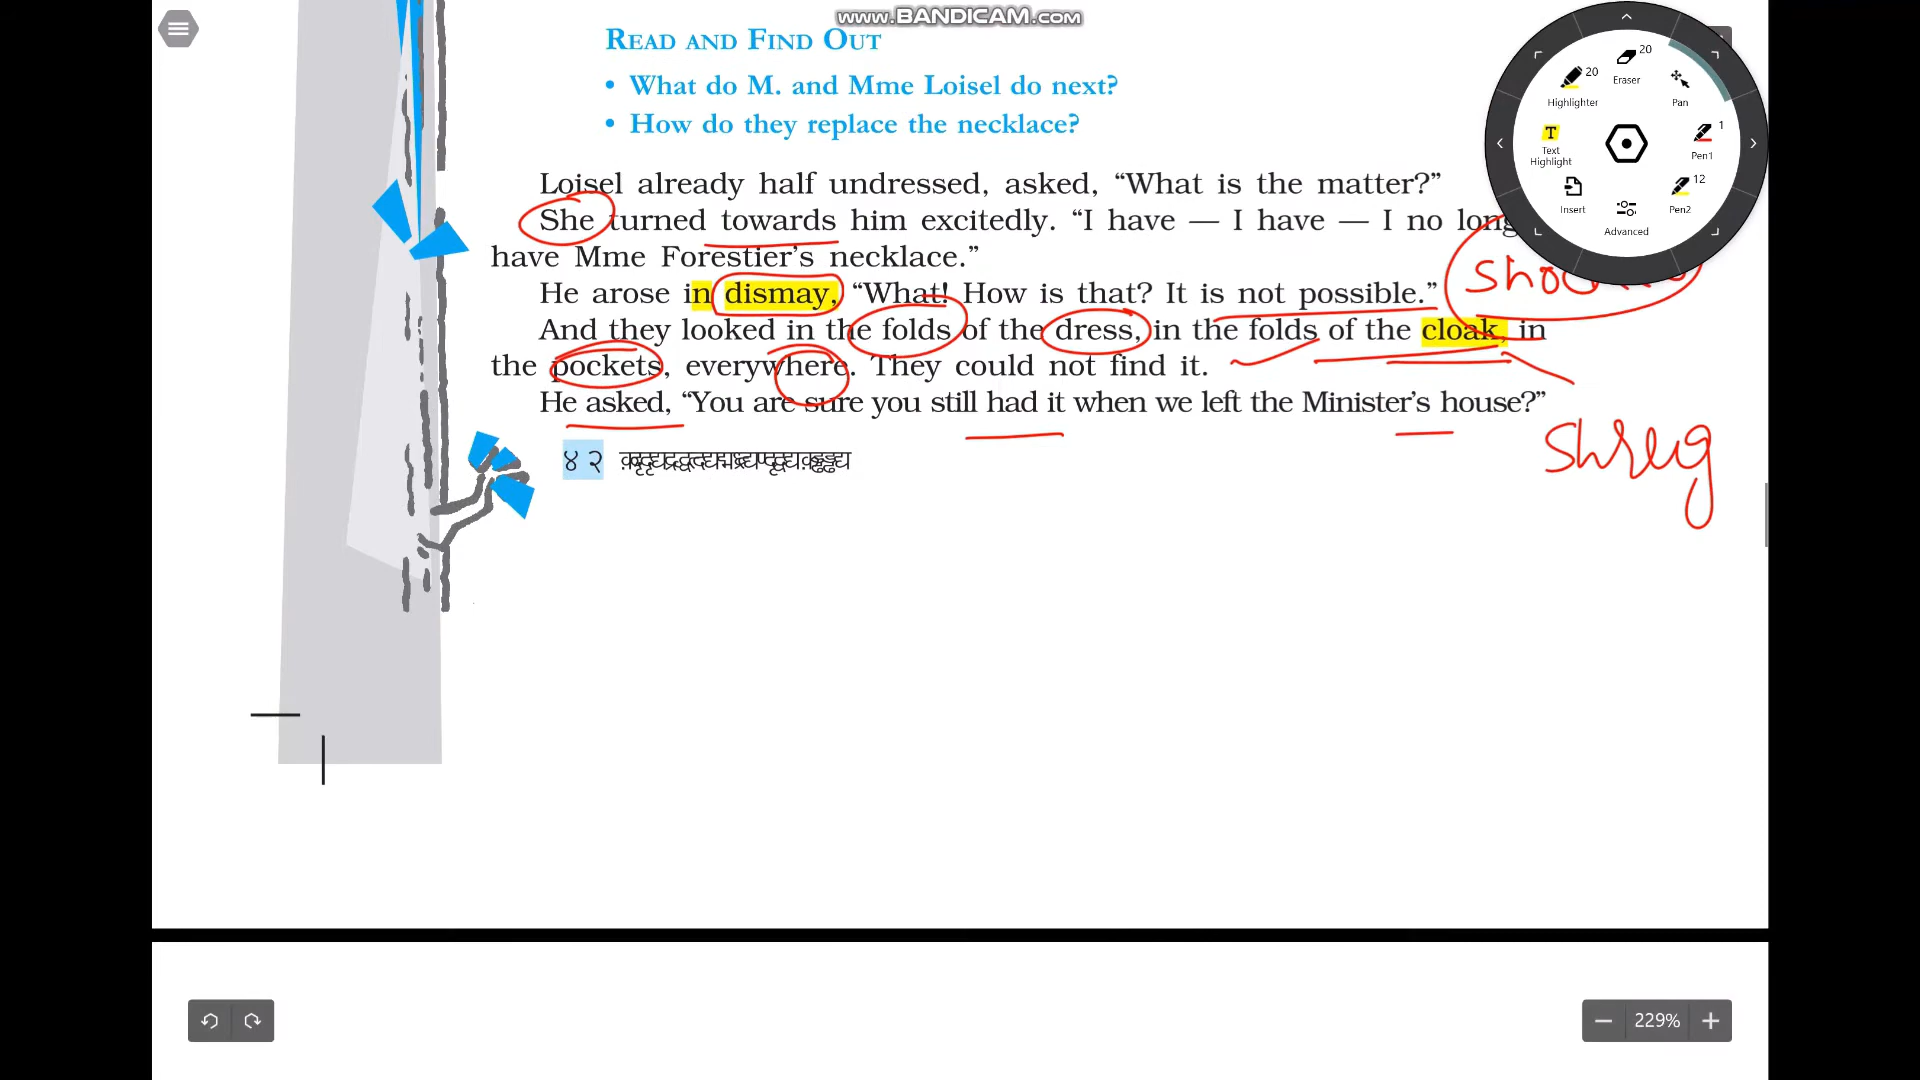 www.BANDICAM.com
READ AND FIND OUT
• What do M. and Mme Loisel do next?
• How do they replace the necklace?
Loisel already half undressed, asked, “What is the matter?”
She turned towards him excitedly. “I have — I have — I no
have Mme Forestier’s necklace.”
He arose in dismay, “What! How is that? It is not possible.”
And they looked in the folds of the dress, in the folds of the cloak, in
the pockets, everywhere. They could not find it.
He asked, “You are sure you still had it when we left the Minister’s house?”
shrug
४ २
20
Eraser
20
Highlighter
Pan
T
Text
Highlight
1
Pen1
Insert
12
Pen2
Advanced
229%